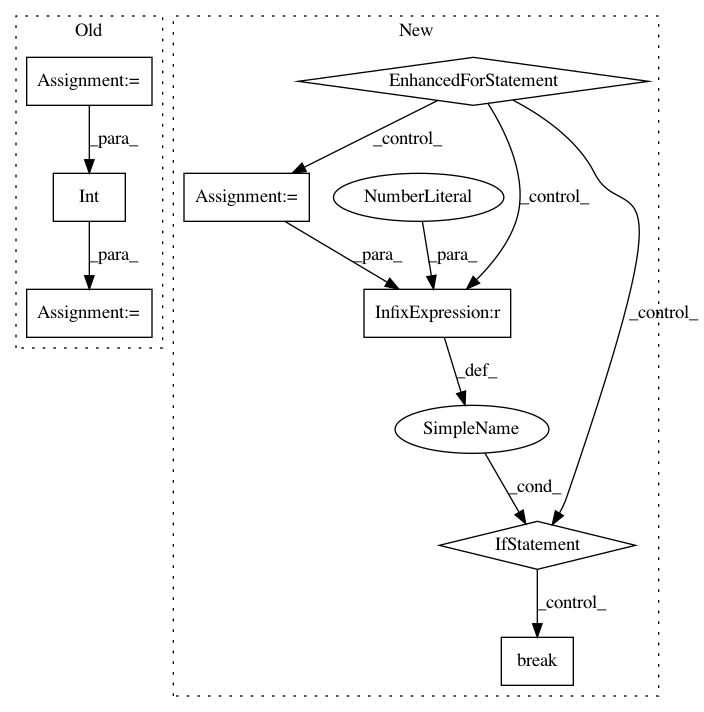 Old
New
Assignment:=
EnhancedForStatement
_para_
_control_
Int
Assignment:=
NumberLiteral
_control_
_para_
_para_
_para_
Assignment:=
InfixExpression:r
_control_
_def_
SimpleName
_cond_
IfStatement
_control_
break